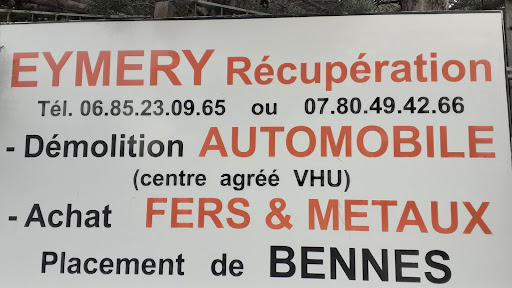 EYMERY Récupération
Tél. 06.85.23.09.65 ou 07.80.49.42.66
- Démolition AUTOMOBILE
(centre agréé VHU)
- Achat FERS & METAUX
Placement de BENNES